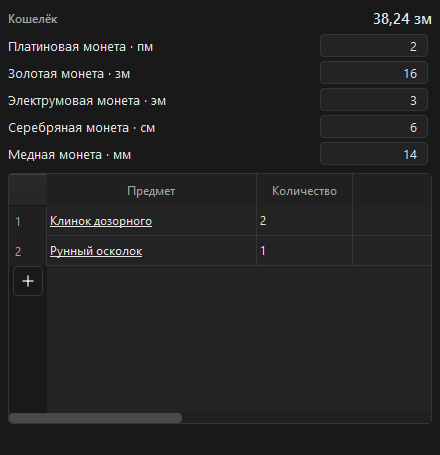 Кошелёк 38,24 зм
Платиновая монета · пм 2
Золотая монета · зм 16
Электрумовая монета · эм 3
Серебряная монета · см 6
Медная монета · мм 14
Предмет Количество
1 Клинок дозорного 2
2 Рунный осколок 1
+